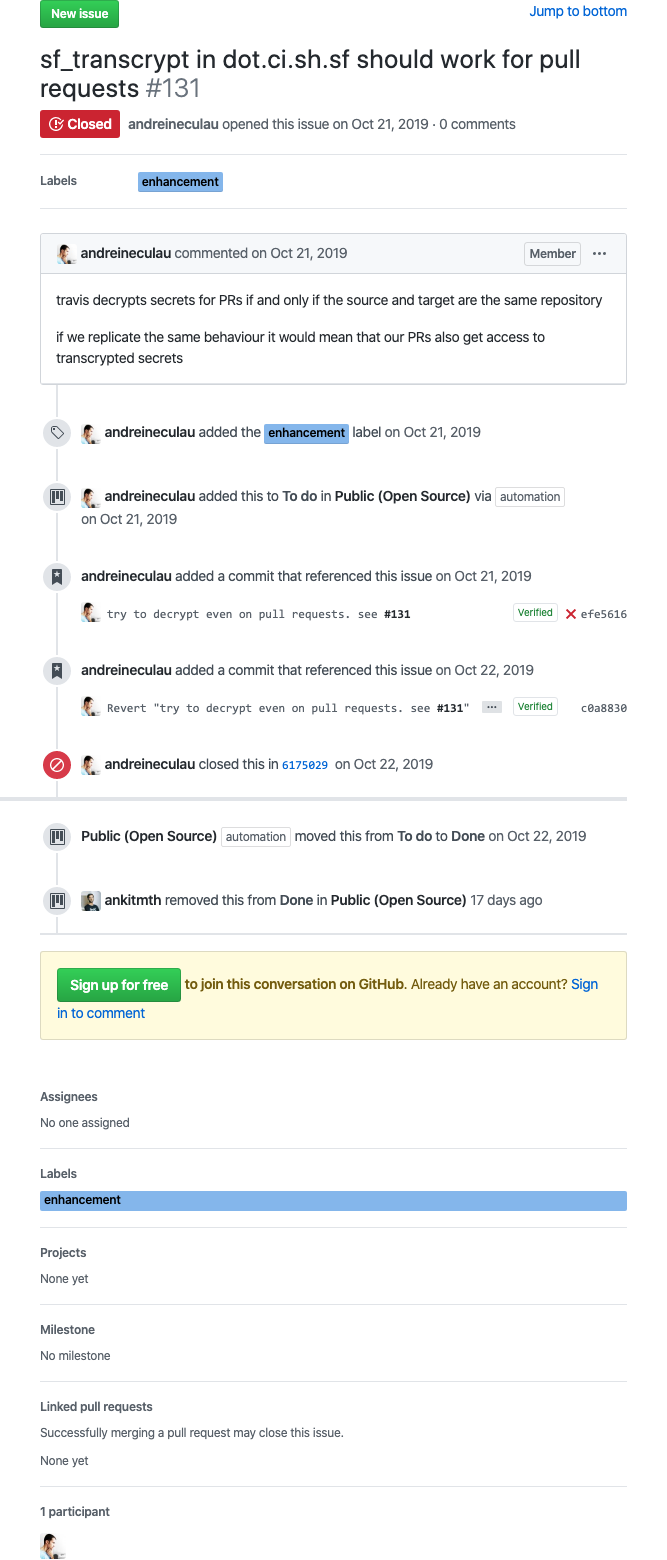 New issue
Jump to bottom
sf_transcrypt in dot.ci.sh.sf should work for pull
requests #131
Closed andreineculau opened this issue on Oct 21, 2019 · 0 comments
Labels enhancement
andreineculau commented on Oct 21, 2019 Member ···
travis decrypts secrets for PRs if and only if the source and target are the same repository
if we replicate the same behaviour it would mean that our PRs also get access to
transcrypted secrets
andreineculau added the enhancement label on Oct 21, 2019
andreineculau added this to To do in Public (Open Source) via automation
on Oct 21, 2019
andreineculau added a commit that referenced this issue on Oct 21, 2019
try to decrypt even on pull requests. see #131 Verified efe5616
andreineculau added a commit that referenced this issue on Oct 22, 2019
Revert "try to decrypt even on pull requests. see #131" ··· Verified c0a8830
andreineculau closed this in 6175029 on Oct 22, 2019
Public (Open Source) automation moved this from To do to Done on Oct 22, 2019
ankitmth removed this from Done in Public (Open Source) 17 days ago
Sign up for free to join this conversation on GitHub. Already have an account? Sign
in to comment
Assignees
No one assigned
Labels
enhancement
Projects
None yet
Milestone
No milestone
Linked pull requests
Successfully merging a pull request may close this issue.
None yet
1 participant